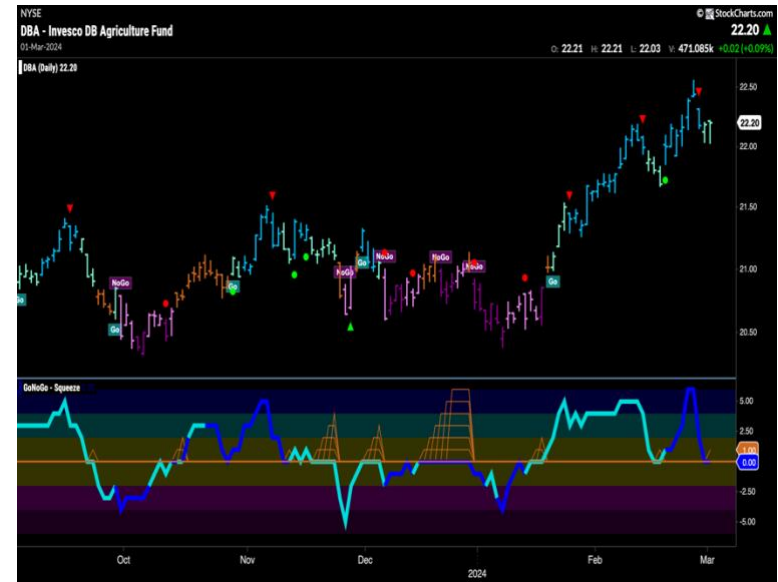 NYSE
© StockCharts.com
DBA - Invesco DB Agriculture Fund
22.20
01-Mar-2024
O: 22.21 H: 22.21 L: 22.03 V: 471.085k +0.02 (+0.09%)
DBA (Daily) 22.20
22.50
22.20
22.00
21.50
NoGo
NoGo
NoGo
Go
NoGo
NoGo
21.00
Go
Go
Go
Go
20.50
GoNoGo - Squeeze
5.00
2.50
1.00
0.00
-2.50
-5.00
Oct
Nov
Dec
2024
Feb
Mar